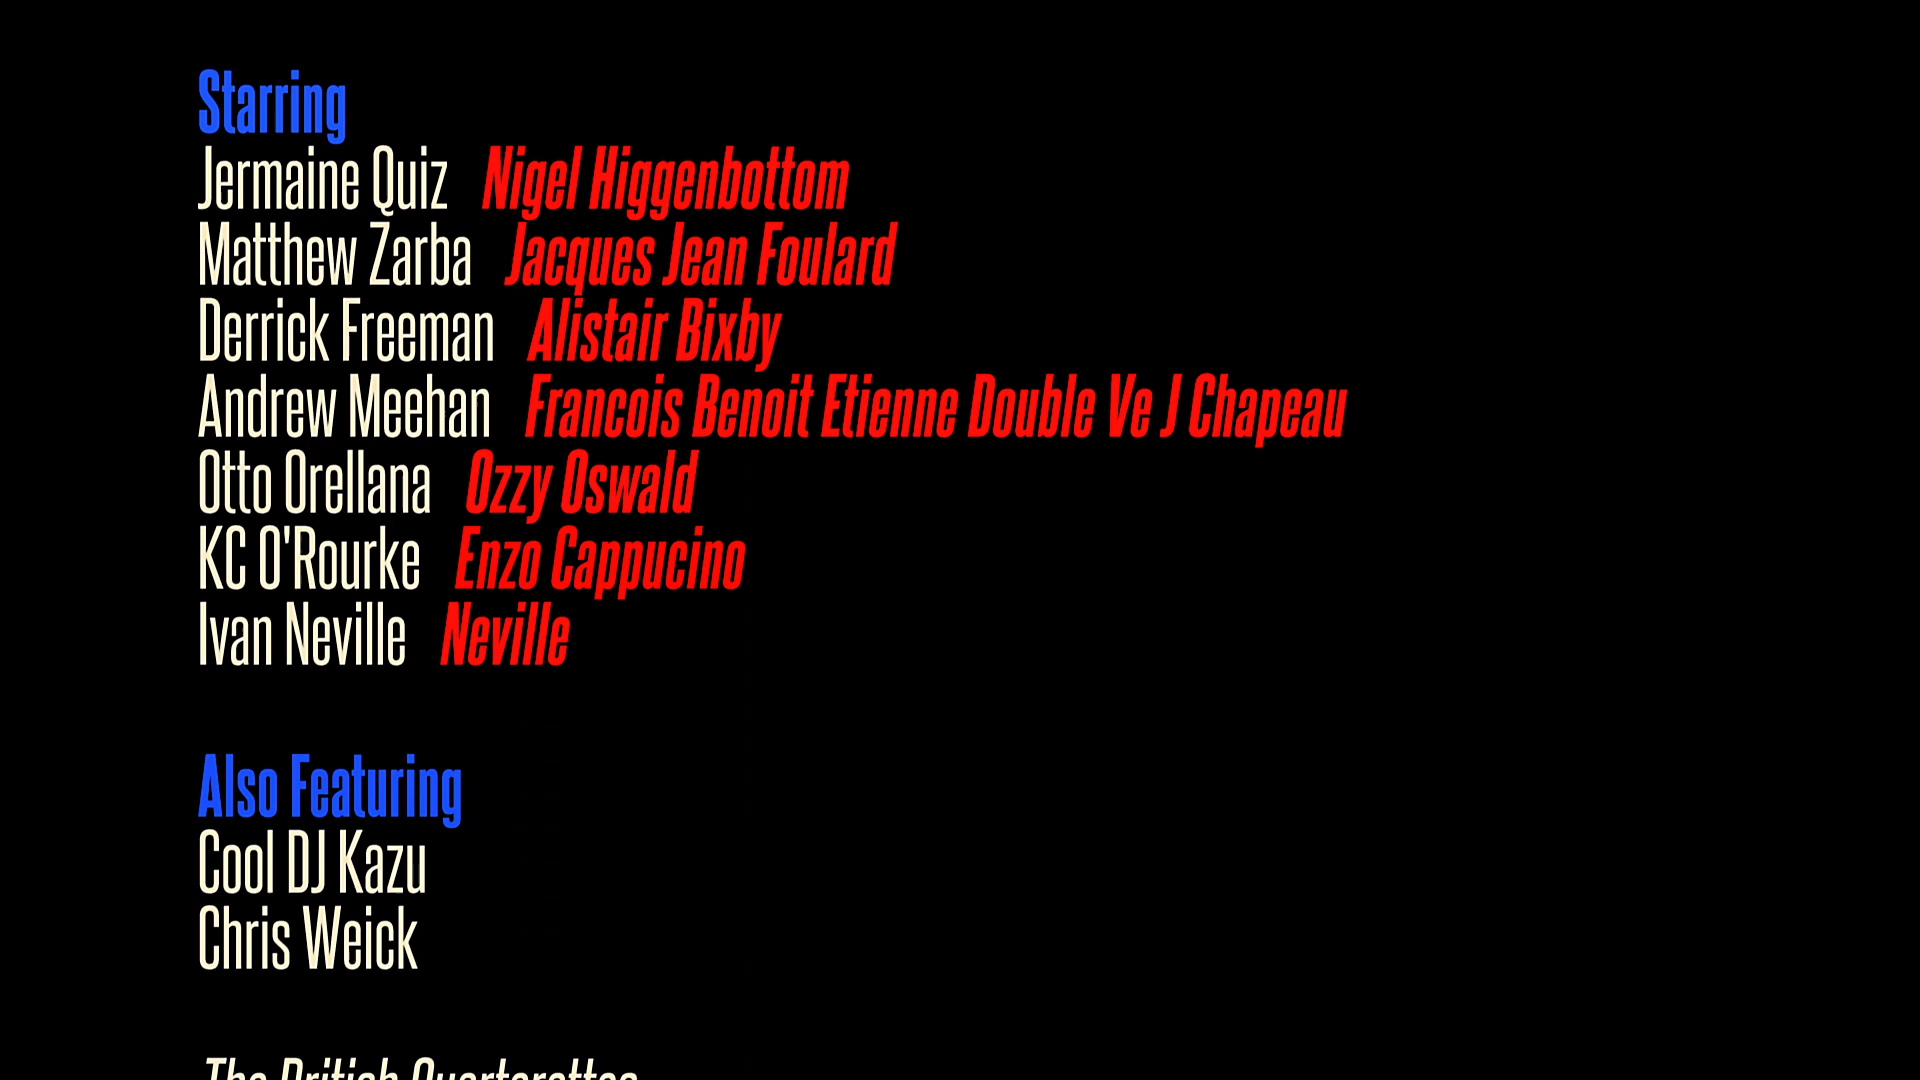 Starring
Jermaine Quiz Nigel Higgenbottom
Matthew Zarba Jacques Jean Foulard
Derrick Freeman Alistair Bixby
Andrew Meehan Francois Benoit Etienne Double Ve J Chapeau
Otto Orellana Ozzy Oswald
KC O'Rourke Enzo Cappucino
Ivan Neville Neville
Also Featuring
Cool DJ Kazu
Chris Weick
The British